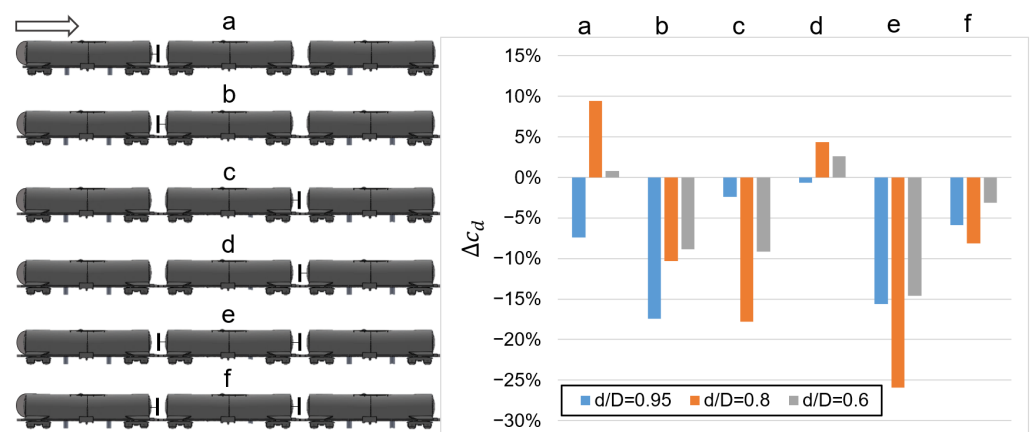 a
b
c
d
e
f
a b c d e f
15%
10%
5%
0%
−5%
−10%
−15%
−20%
−25%
−30%
Δc_d
d/D=0.95 d/D=0.8 d/D=0.6